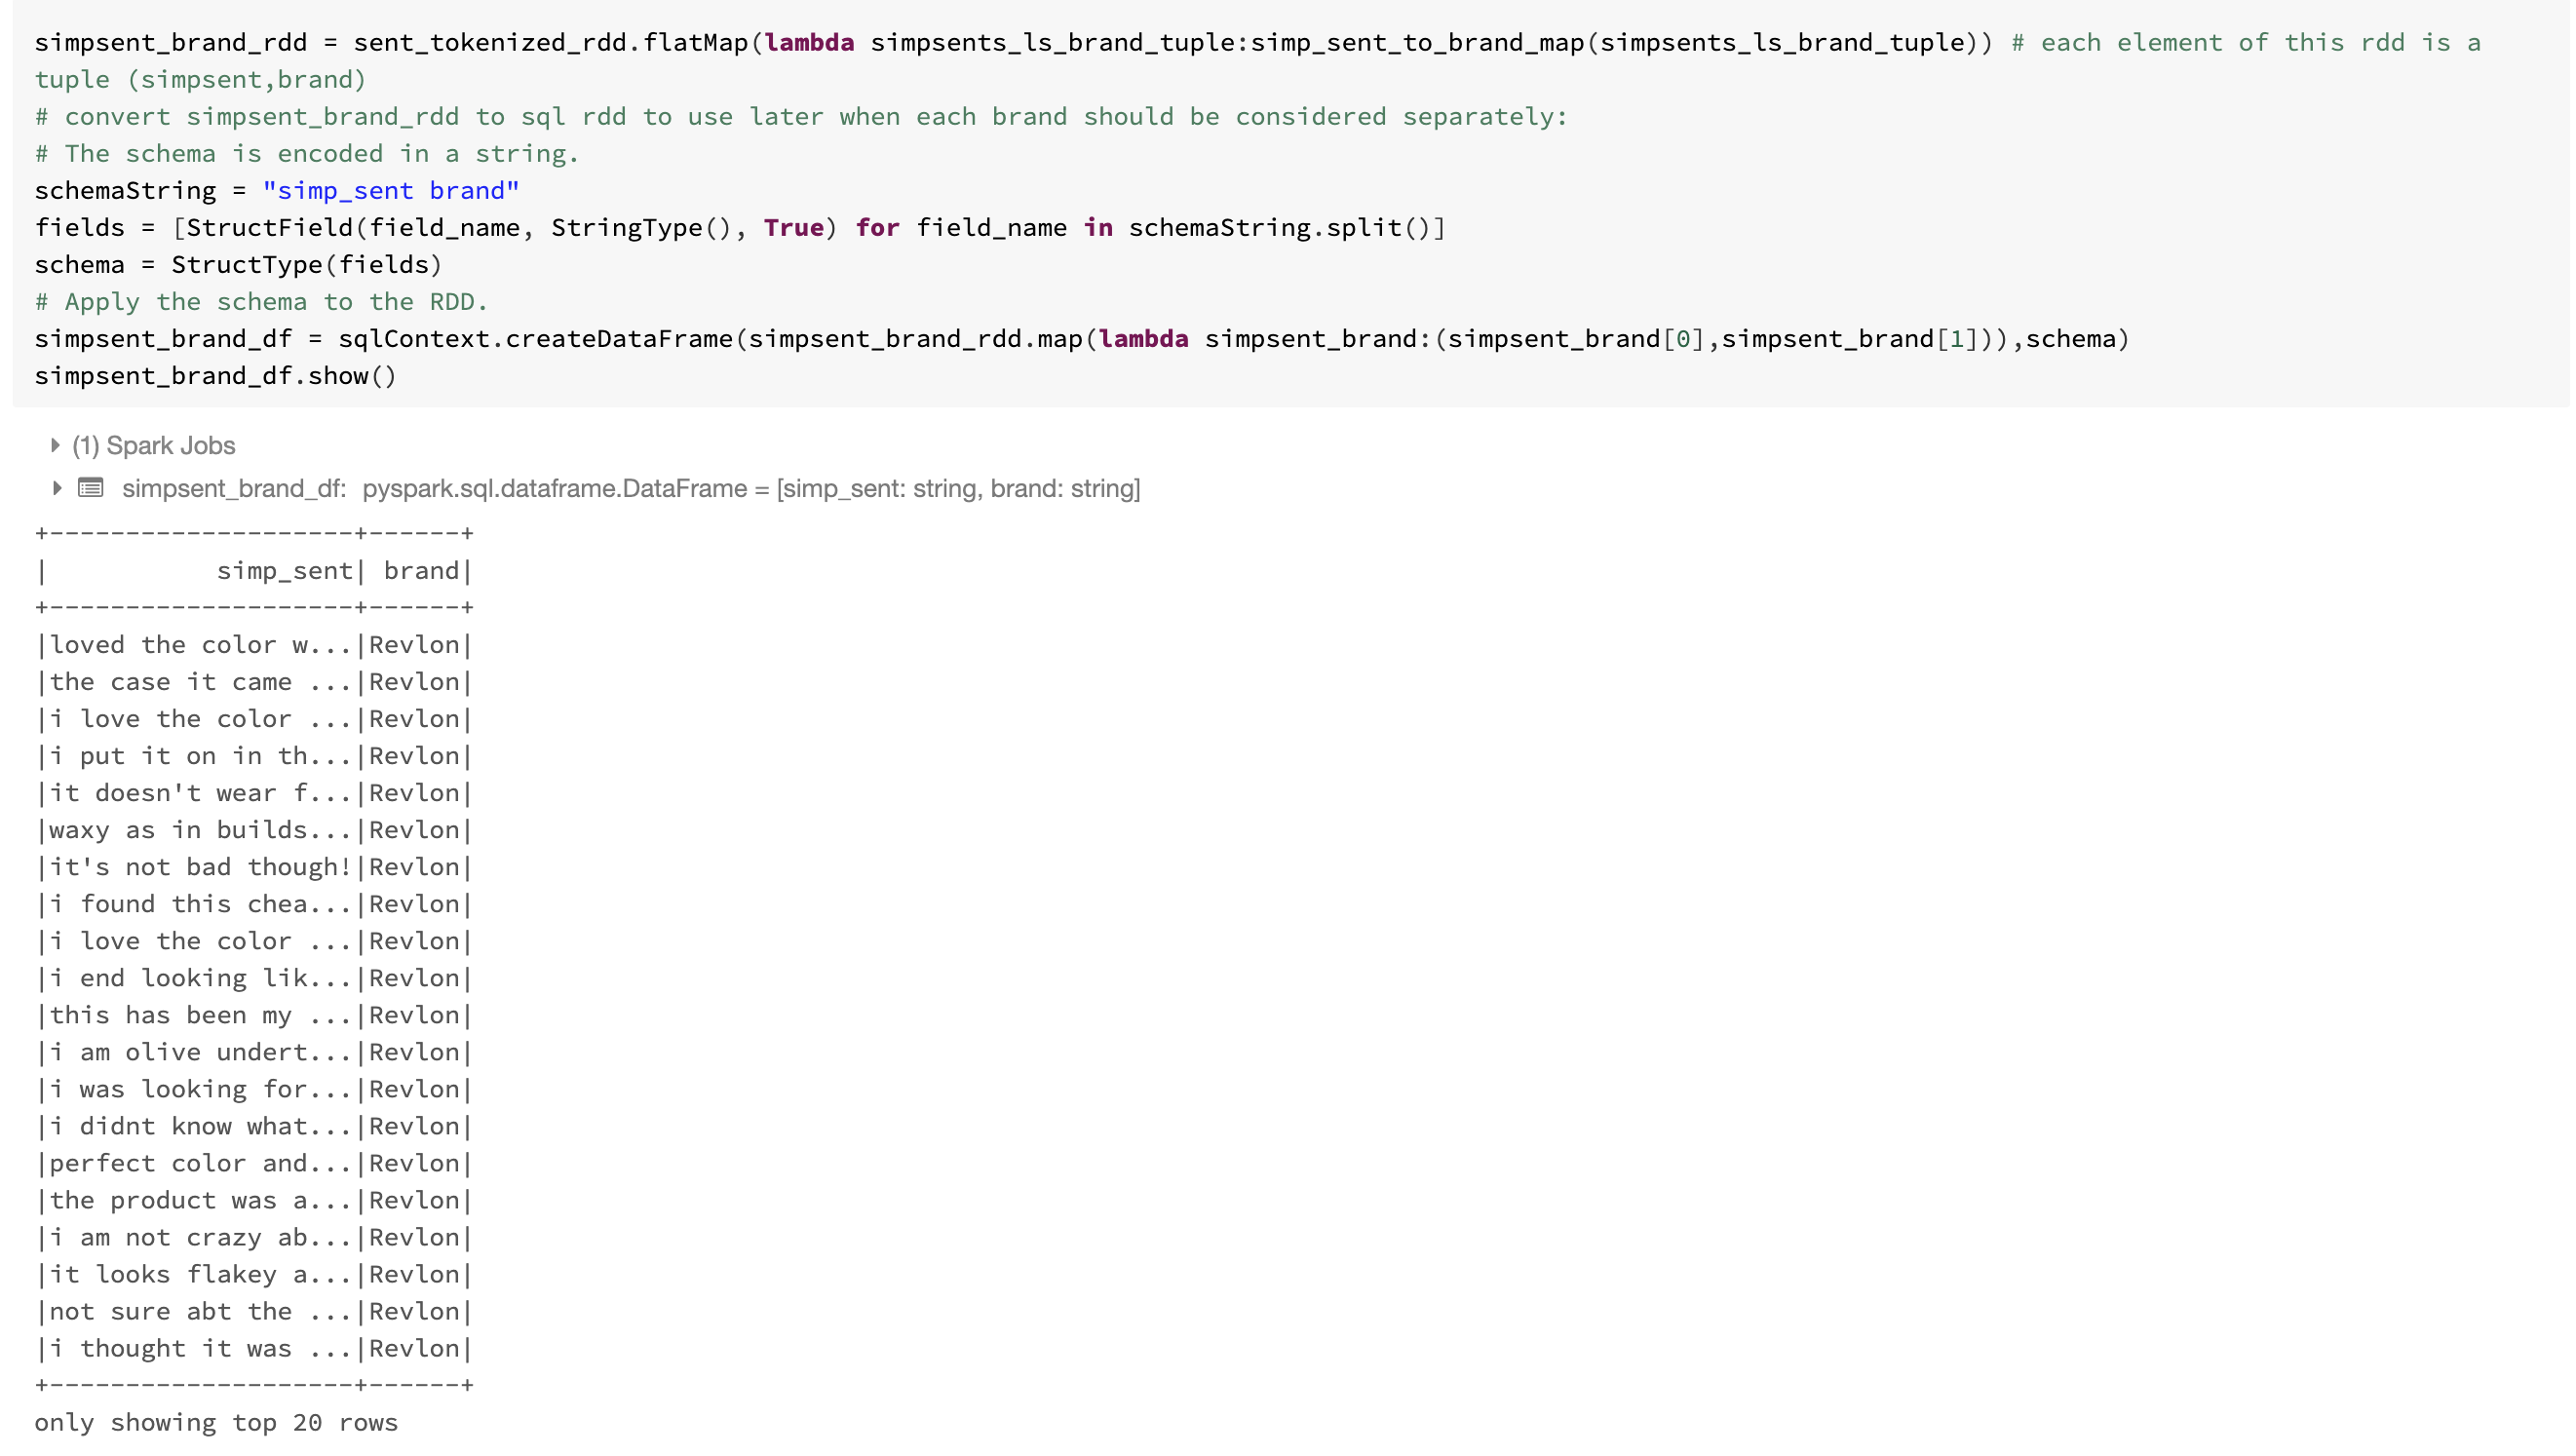 simpsent_brand_rdd = sent_tokenized_rdd.flatMap(lambda simpsents_ls_brand_tuple:simp_sent_to_brand_map(simpsents_ls_brand_tuple)) # each element of this rdd is a
tuple (simpsent,brand)
# convert simpsent_brand_rdd to sql rdd to use later when each brand should be considered separately:
# The schema is encoded in a string.
schemaString = "simp_sent brand"
fields = [StructField(field_name, StringType(), True) for field_name in schemaString.split()]
schema = StructType(fields)
# Apply the schema to the RDD.
simpsent_brand_df = sqlContext.createDataFrame(simpsent_brand_rdd.map(lambda simpsent_brand:(simpsent_brand[0],simpsent_brand[1])),schema)
simpsent_brand_df.show()
(1) Spark Jobs
simpsent_brand_df: pyspark.sql.dataframe.DataFrame = [simp_sent: string, brand: string]
+--------------------+------+
|           simp_sent| brand|
+--------------------+------+
|loved the color w...|Revlon|
|the case it came ...|Revlon|
|i love the color ...|Revlon|
|i put it on in th...|Revlon|
|it doesn't wear f...|Revlon|
|waxy as in builds...|Revlon|
|it's not bad though!|Revlon|
|i found this chea...|Revlon|
|i love the color ...|Revlon|
|i end looking lik...|Revlon|
|this has been my ...|Revlon|
|i am olive undert...|Revlon|
|i was looking for...|Revlon|
|i didnt know what...|Revlon|
|perfect color and...|Revlon|
|the product was a...|Revlon|
|i am not crazy ab...|Revlon|
|it looks flakey a...|Revlon|
|not sure abt the ...|Revlon|
|i thought it was ...|Revlon|
+--------------------+------+
only showing top 20 rows